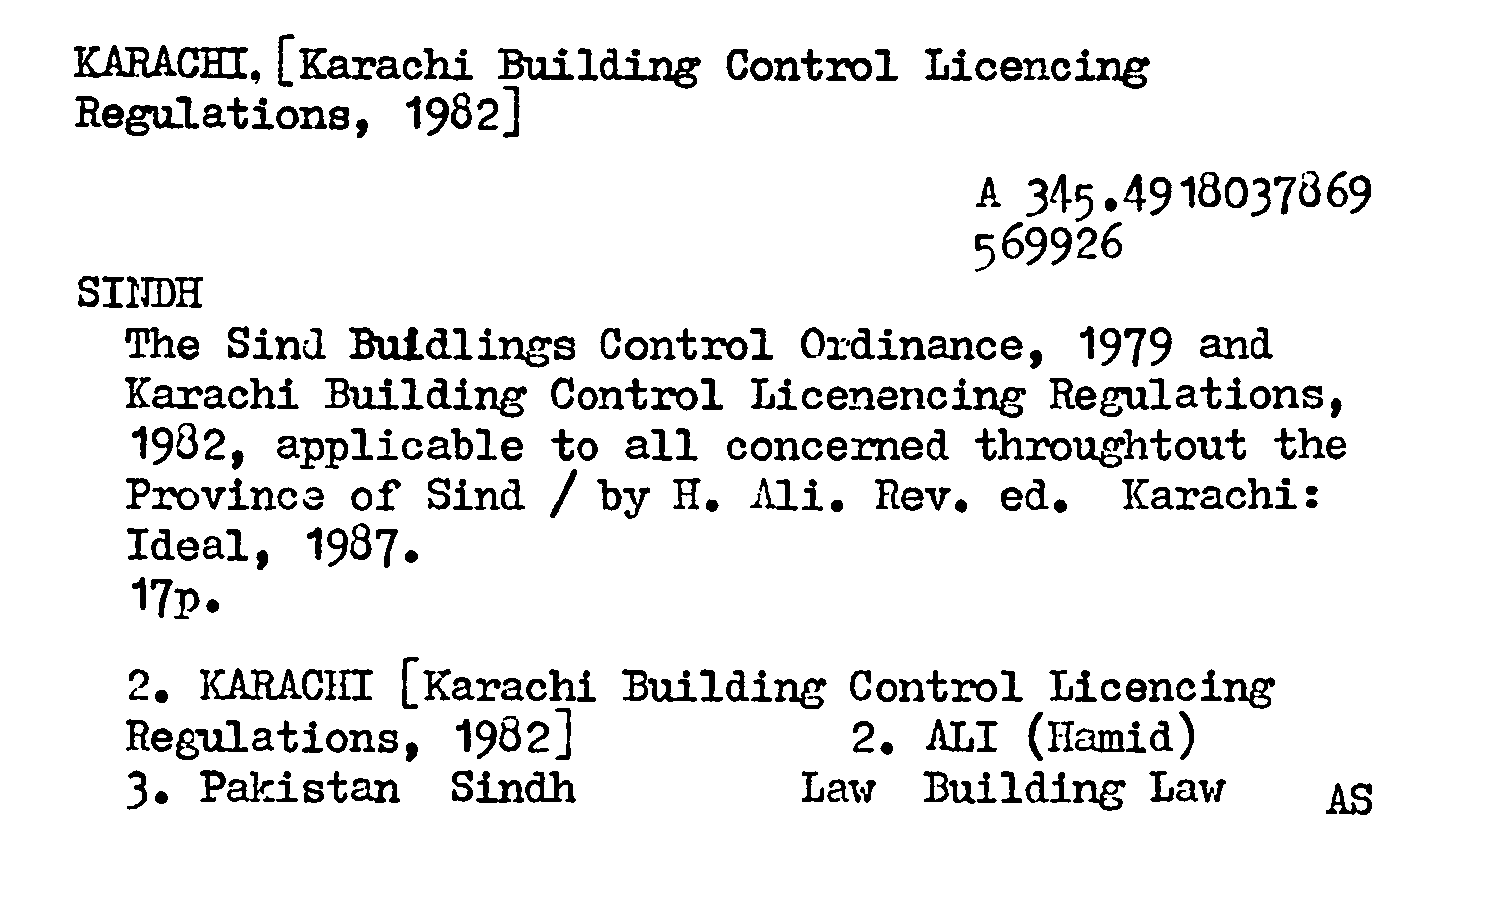 KARACHI, [Karachi Building Control Licencing
Regulations, 1982]
A 345.4918037869
569926
SINDH
The Sind Buidlings Control Ordinance, 1979 and
Karachi Building Control Licenencing Regulations,
1982, applicable to all concerned throughtout the
Province of Sind / by H. Ali. Rev. ed. Karachi:
Ideal, 1987.
17p.
2. KARACHI [Karachi Building Control Licencing
Regulations, 1982] 2. ALI (Hamid)
3. Pakistan Sindh Law Building Law AS